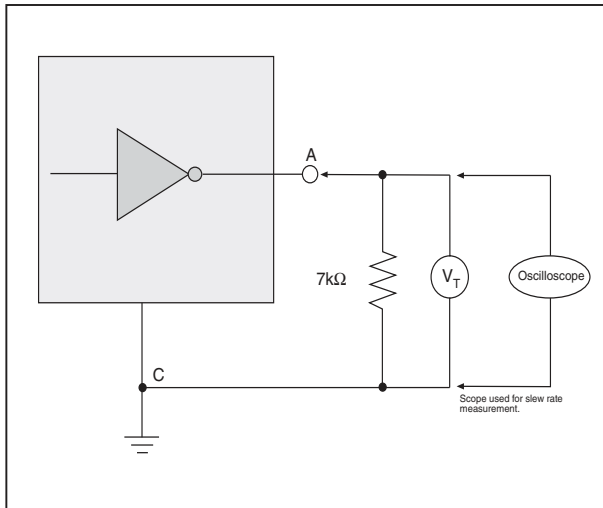 A
7kΩ
VT
Oscilloscope
C
Scope used for slew rate
measurement.